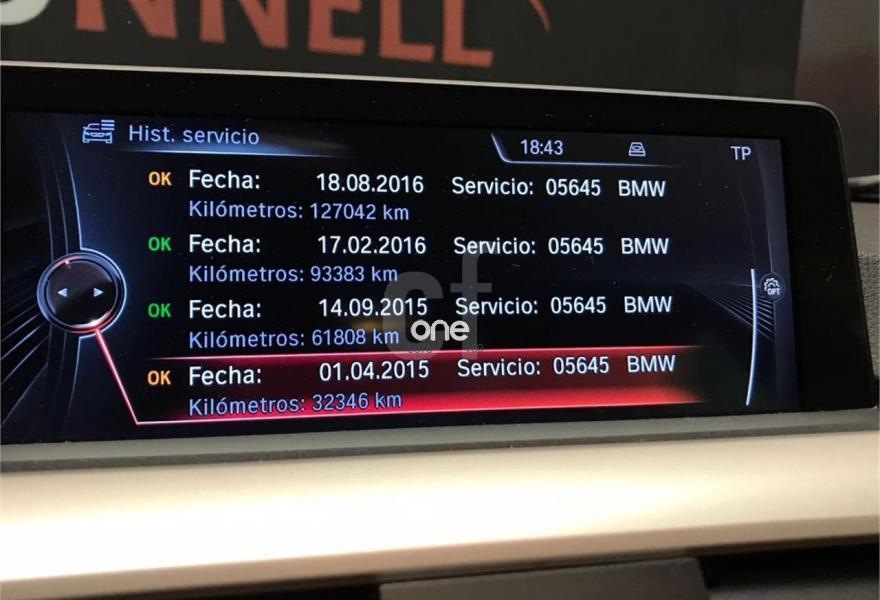 NNELL
Hist. servicio 18:43 TP
OK Fecha: 18.08.2016 Servicio: 05645 BMW
Kilómetros: 127042 km
OK Fecha: 17.02.2016 Servicio: 05645 BMW
Kilómetros: 93383 km
OPT
OK Fecha: 14.09.2015 Servicio: 05645 BMW
Kilómetros: 61808 km
cf
one
OK Fecha: 01.04.2015 Servicio: 05645 BMW
Kilómetros: 32346 km